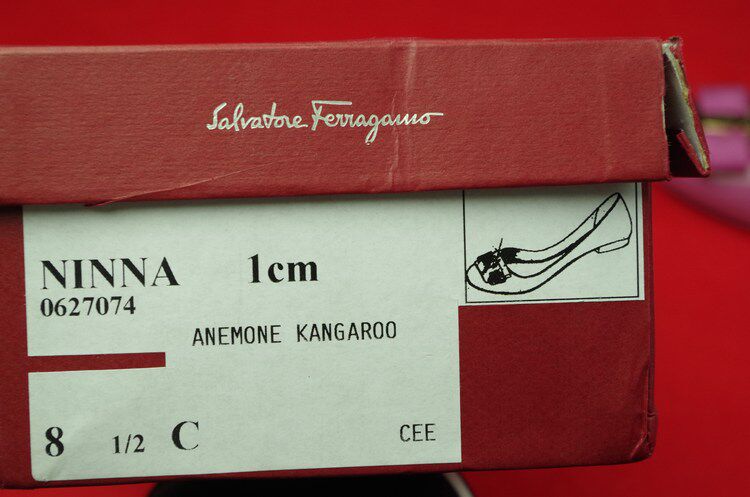 Salvatore Ferragamo
NINNA 1cm
0627074
ANEMONE KANGAROO
8 1/2 C CEE